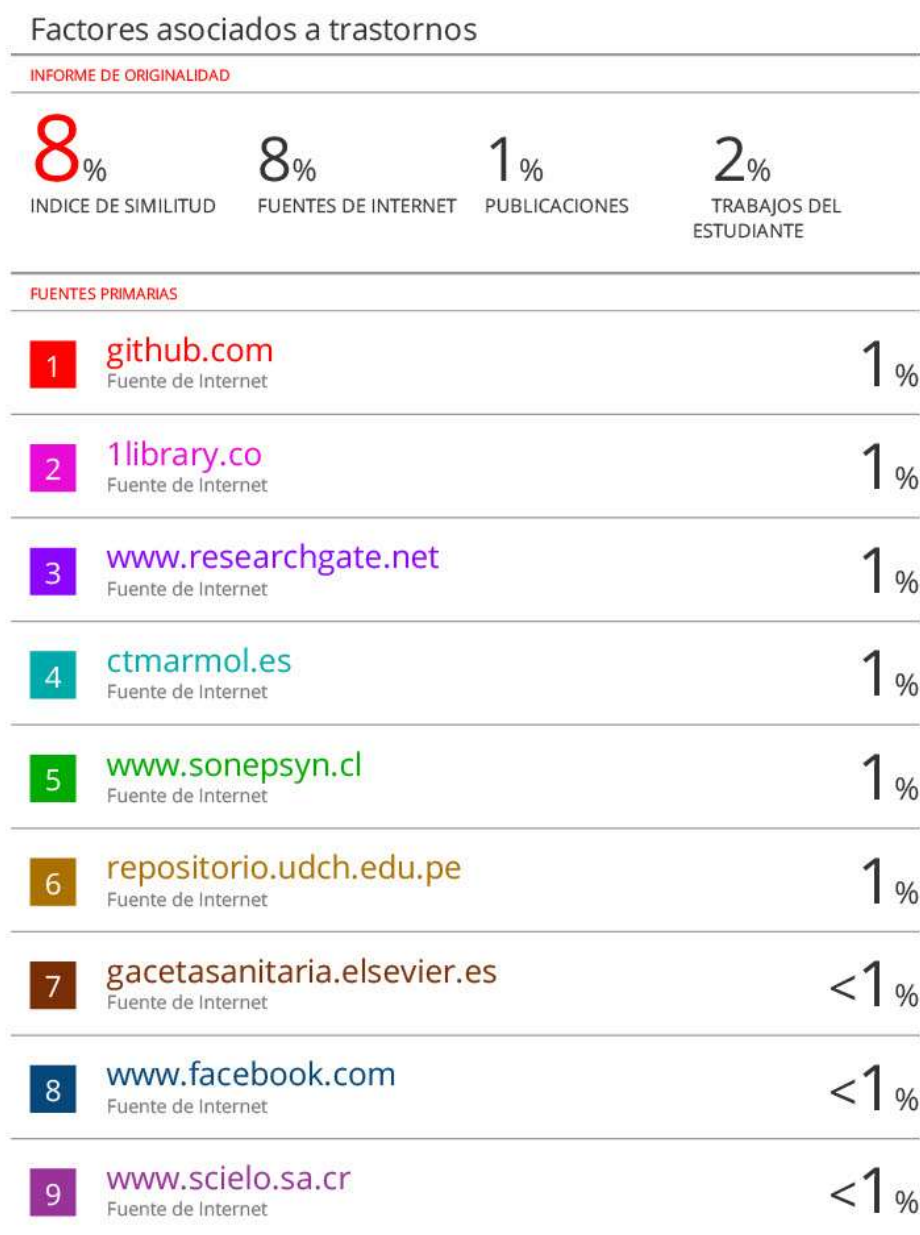 Factores asociados a trastornos
INFORME DE ORIGINALIDAD
8% 8% 1% 2%
INDICE DE SIMILITUD FUENTES DE INTERNET PUBLICACIONES TRABAJOS DEL
ESTUDIANTE
FUENTES PRIMARIAS
1 github.com 1%
Fuente de Internet
2 1library.co 1%
Fuente de Internet
3 www.researchgate.net 1%
Fuente de Internet
4 ctmarmol.es 1%
Fuente de Internet
5 www.sonepsyn.cl 1%
Fuente de Internet
6 repositorio.udch.edu.pe 1%
Fuente de Internet
7 gacetasanitaria.elsevier.es <1%
Fuente de Internet
8 www.facebook.com <1%
Fuente de Internet
9 www.scielo.sa.cr <1%
Fuente de Internet